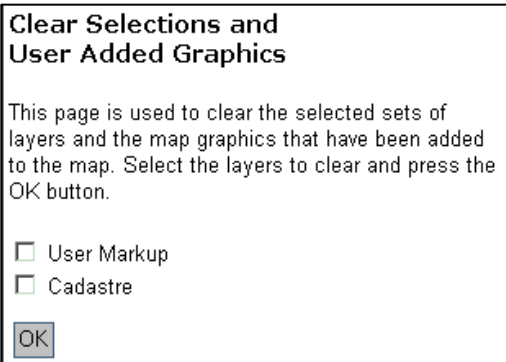 Clear Selections and
User Added Graphics
This page is used to clear the selected sets of
layers and the map graphics that have been added
to the map. Select the layers to clear and press the
OK button.
User Markup
Cadastre
OK